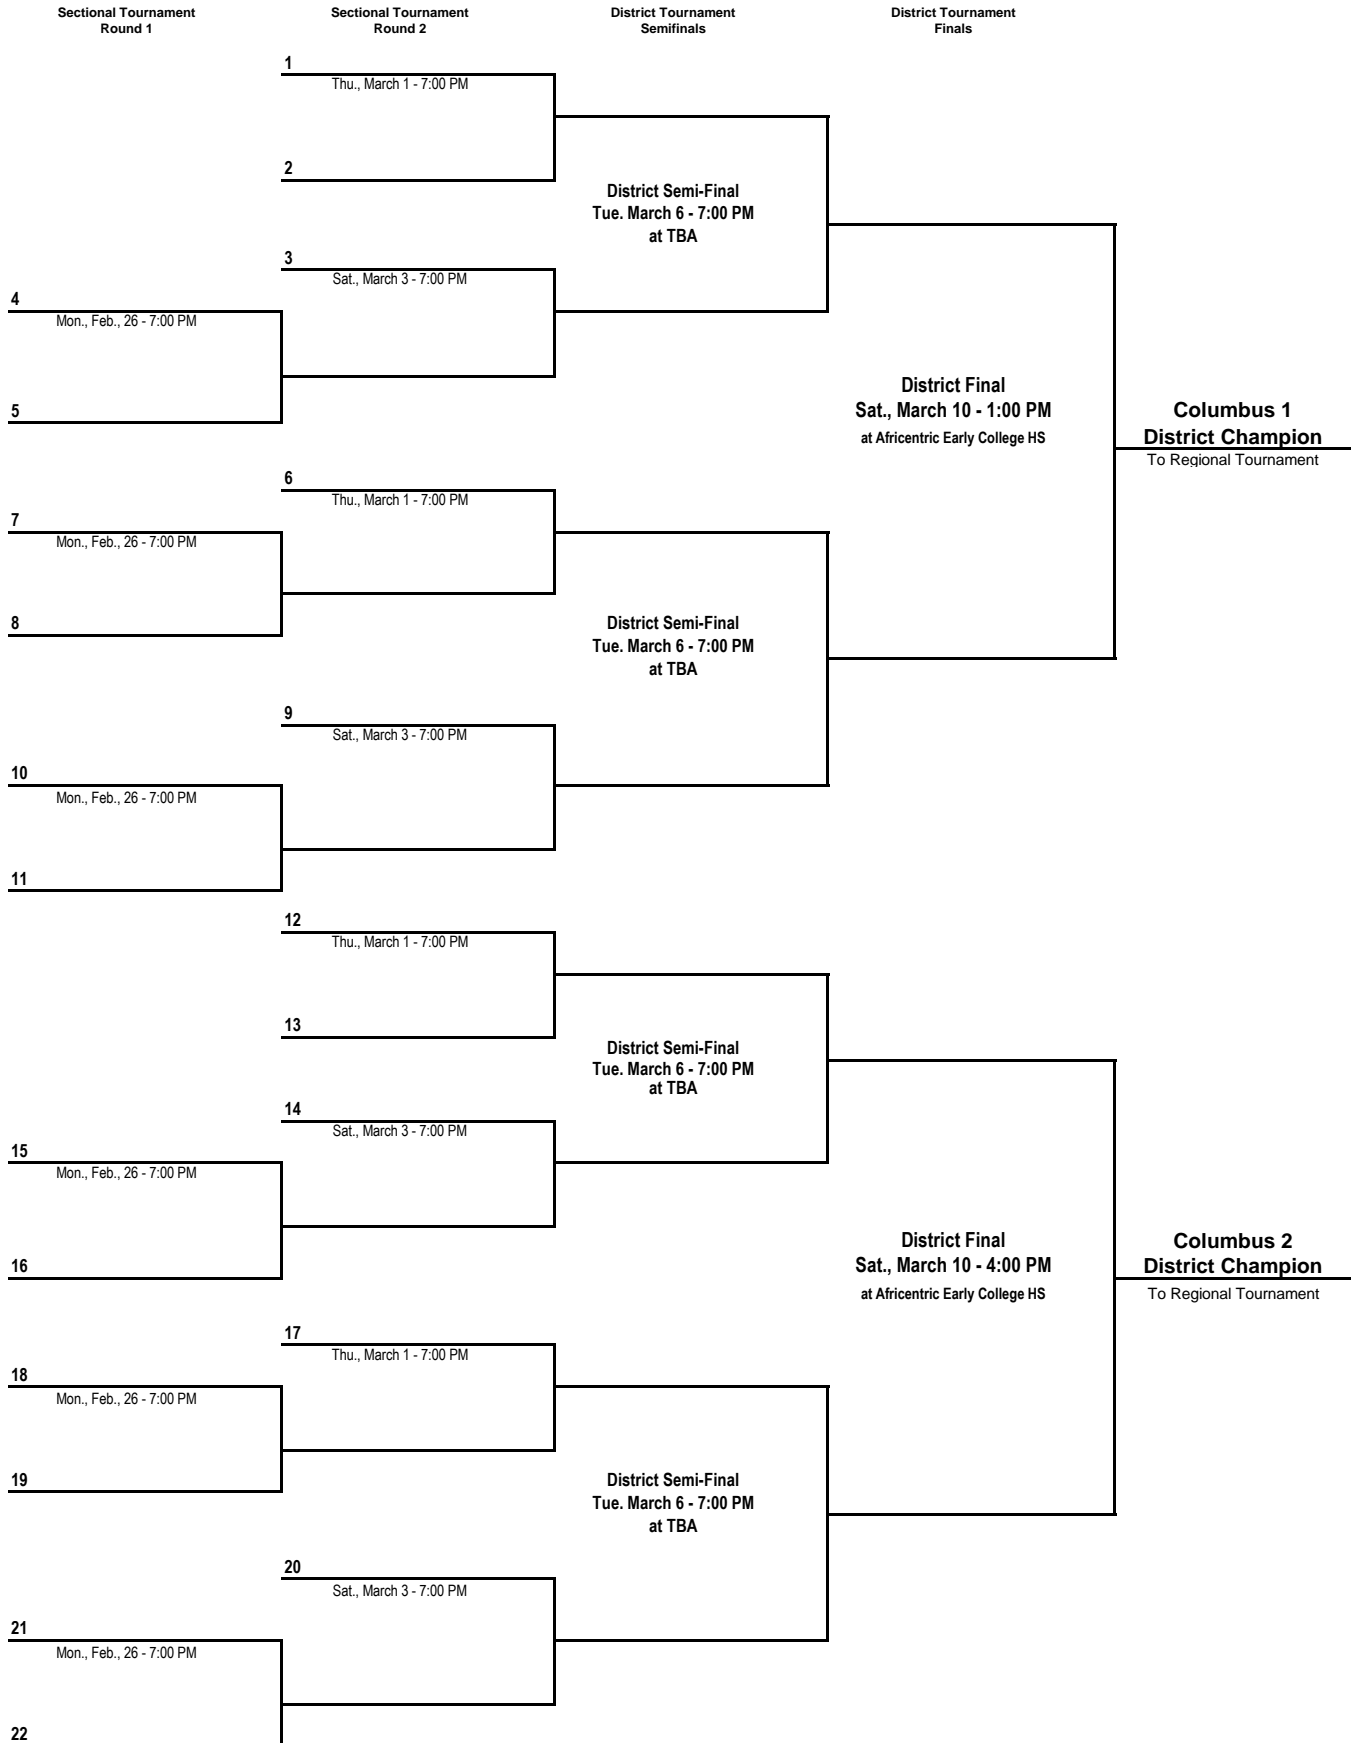 Sectional Tournament
Round 1
Sectional Tournament
Round 2
District Tournament
Semifinals
District Tournament
Finals
1
Thu., March 1 - 7:00 PM
2
District Semi-Final
Tue. March 6 - 7:00 PM
at TBA
3
Sat., March 3 - 7:00 PM
4
Mon., Feb., 26 - 7:00 PM
5
District Final
Sat., March 10 - 1:00 PM
at Africentric Early College HS
Columbus 1
District Champion
To Regional Tournament
6
Thu., March 1 - 7:00 PM
7
Mon., Feb., 26 - 7:00 PM
8
District Semi-Final
Tue. March 6 - 7:00 PM
at TBA
9
Sat., March 3 - 7:00 PM
10
Mon., Feb., 26 - 7:00 PM
11
12
Thu., March 1 - 7:00 PM
13
District Semi-Final
Tue. March 6 - 7:00 PM
at TBA
14
Sat., March 3 - 7:00 PM
15
Mon., Feb., 26 - 7:00 PM
16
District Final
Sat., March 10 - 4:00 PM
at Africentric Early College HS
Columbus 2
District Champion
To Regional Tournament
17
Thu., March 1 - 7:00 PM
18
Mon., Feb., 26 - 7:00 PM
19
District Semi-Final
Tue. March 6 - 7:00 PM
at TBA
20
Sat., March 3 - 7:00 PM
21
Mon., Feb., 26 - 7:00 PM
22